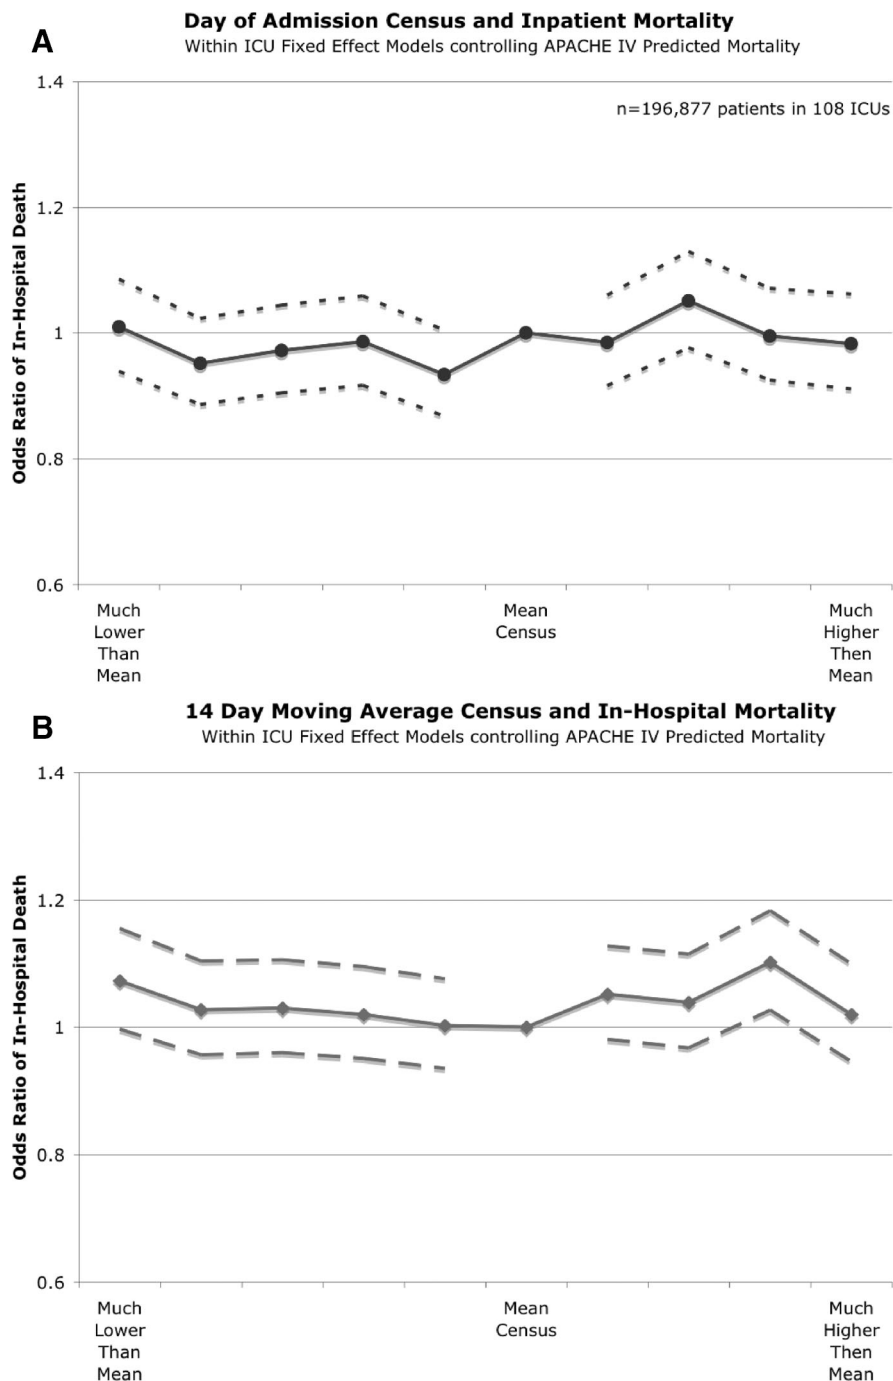 A
Day of Admission Census and Inpatient Mortality
Within ICU Fixed Effect Models controlling APACHE IV Predicted Mortality
n=196,877 patients in 108 ICUs
Odds Ratio of In-Hospital Death
1.4
1.2
1
0.8
0.6
Much
Lower
Than
Mean
Mean
Census
Much
Higher
Then
Mean
B
14 Day Moving Average Census and In-Hospital Mortality
Within ICU Fixed Effect Models controlling APACHE IV Predicted Mortality
Odds Ratio of In-Hospital Death
1.4
1.2
1
0.8
0.6
Much
Lower
Than
Mean
Mean
Census
Much
Higher
Then
Mean